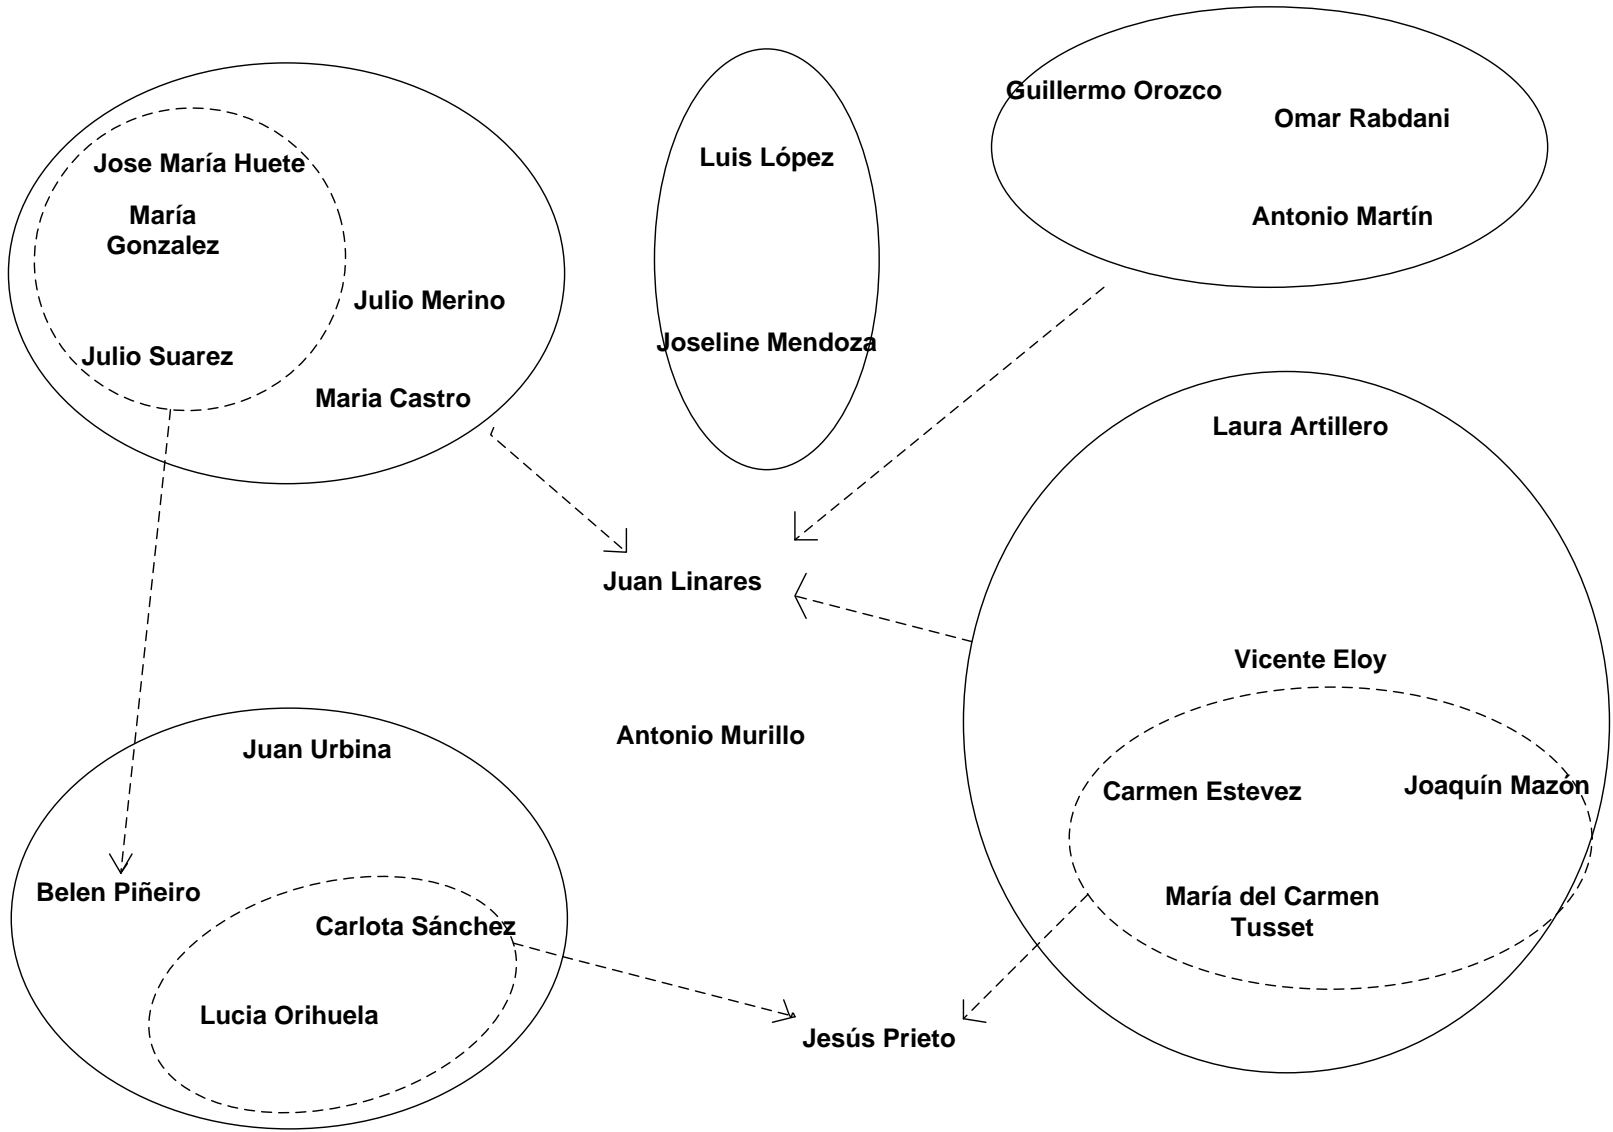 Guillermo Orozco
Omar Rabdani
Antonio Martín
Luis López
Joseline Mendoza
Jose María Huete
María
Gonzalez
Julio Merino
Julio Suarez
Maria Castro
Laura Artillero
Juan Linares
Vicente Eloy
Antonio Murillo
Juan Urbina
Carmen Estevez
Joaquín Mazón
Belen Piñeiro
María del Carmen
Tusset
Carlota Sánchez
Lucia Orihuela
Jesús Prieto